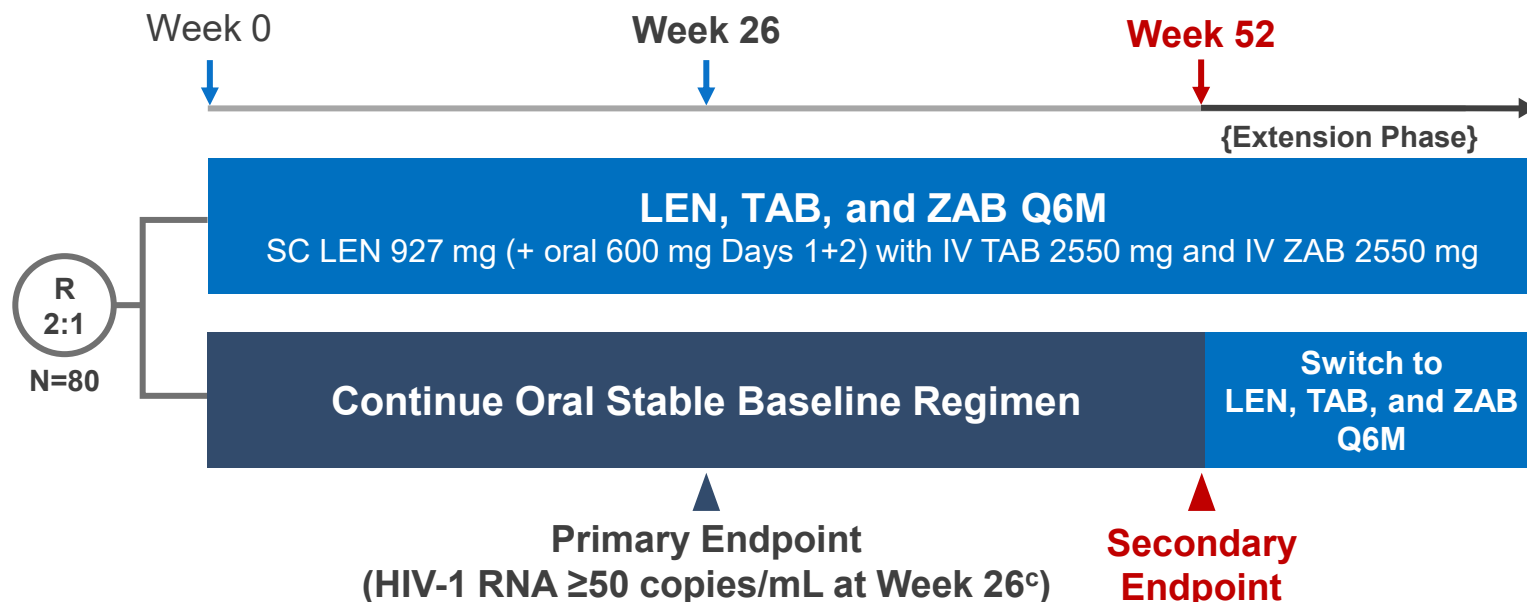 Week 0
Week 26
Week 52
{Extension Phase}
LEN, TAB, and ZAB Q6M
SC LEN 927 mg (+ oral 600 mg Days 1+2) with IV TAB 2550 mg and IV ZAB 2550 mg
R
2:1
N=80
Continue Oral Stable Baseline Regimen
Switch to
LEN, TAB, and ZAB
Q6M
Primary Endpoint
(HIV-1 RNA ≥50 copies/mL at Week 26ᶜ)
Secondary
Endpoint